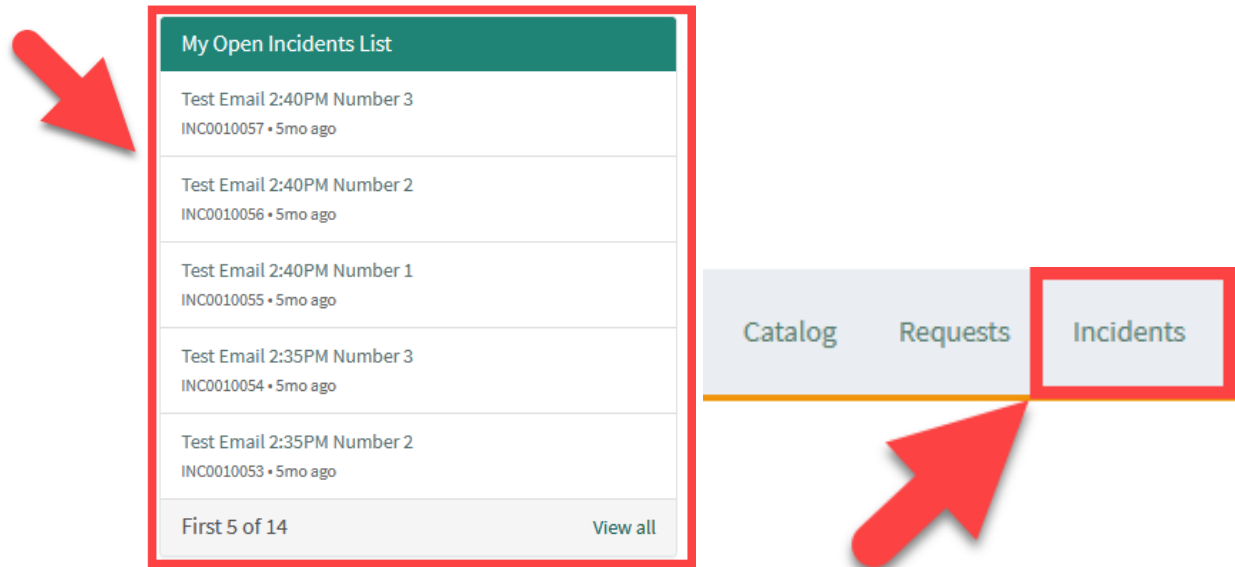 My Open Incidents List
Test Email 2:40PM Number 3
INC0010057 • 5mo ago
Test Email 2:40PM Number 2
INC0010056 • 5mo ago
Test Email 2:40PM Number 1
INC0010055 • 5mo ago
Test Email 2:35PM Number 3
INC0010054 • 5mo ago
Test Email 2:35PM Number 2
INC0010053 • 5mo ago
First 5 of 14 View all
Catalog Requests Incidents